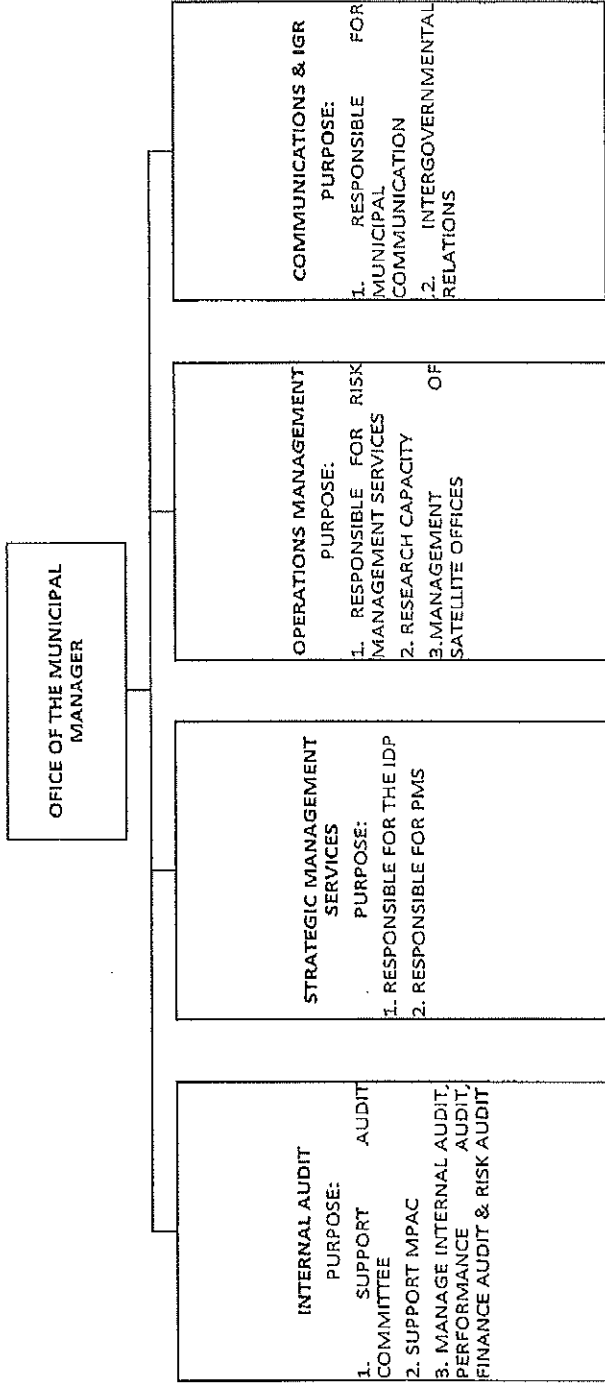 OFICE OF THE MUNICIPAL
MANAGER
INTERNAL AUDIT
PURPOSE:
1. SUPPORT AUDIT
COMMITTEE
2. SUPPORT MPAC
3. MANAGE INTERNAL AUDIT,
PERFORMANCE AUDIT,
FINANCE AUDIT & RISK AUDIT
STRATEGIC MANAGEMENT
SERVICES
PURPOSE:
1. RESPONSIBLE FOR THE IDP
2. RESPONSIBLE FOR PMS
OPERATIONS MANAGEMENT
PURPOSE:
1. RESPONSIBLE FOR RISK
MANAGEMENT SERVICES
2. RESEARCH CAPACITY
3.MANAGEMENT OF
SATELLITE OFFICES
COMMUNICATIONS & IGR
PURPOSE:
1. RESPONSIBLE FOR
MUNICIPAL
COMMUNICATION
2. INTERGOVERNMENTAL
RELATIONS